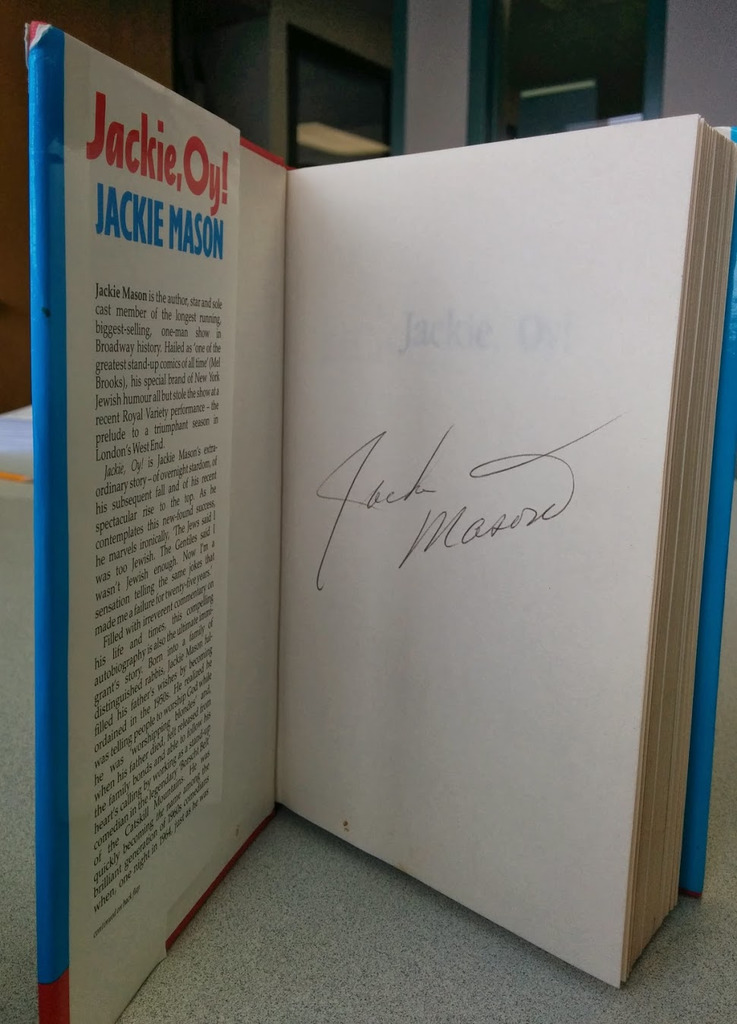 Jackie, Oy!
JACKIE MASON
Jackie Mason is the author, star and sole
cast member of the longest running,
biggest-selling, one-man show in
Broadway history. Hailed as 'one of the
greatest stand-up comics of all time' (Mel
Brooks), his special brand of New York
Jewish humour all but stole the show at a
recent Royal Variety performance – the
prelude to a triumphant season in
London's West End.
Jackie, Oy! is Jackie Mason's extra-
ordinary story – of overnight stardom, of
his subsequent fall and of his recent
spectacular rise to the top. As he
contemplates this new-found success,
he marvels ironically, 'The Jews said I
was too Jewish. The Gentiles said I
wasn't Jewish enough. Now I'm a
sensation telling the same jokes that
made me a failure for twenty-five years.'
Filled with irreverent commentary on
his life and times, this compelling
autobiography is also the ultimate immi-
grant's story. Born into a family of
distinguished rabbis, Jackie Mason ful-
filled his father's wishes by becoming
ordained in the 1950s. He realized he
was telling people to worship God while
he was 'worshipping blondes' and,
when his father died, felt released from
the family bonds and able to follow his
heart's calling by working as a stand-up
comedian in the legendary 'Borscht Belt'
of the Catskill Mountains. He was
quickly becoming the name among the
brilliant generation of 1960s comedians
when, one night in 1964, just as he was
continued on back flap
Jackie Oy!
Jackie
Mason